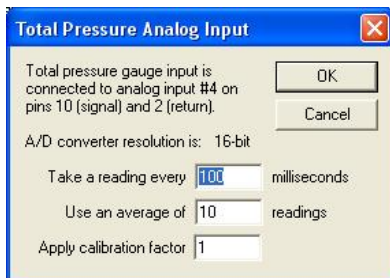 Total Pressure Analog Input
Total pressure gauge input is
connected to analog input #4 on
pins 10 (signal) and 2 (return).
OK
Cancel
A/D converter resolution is: 16-bit
Take a reading every 100 milliseconds
Use an average of 10 readings
Apply calibration factor 1